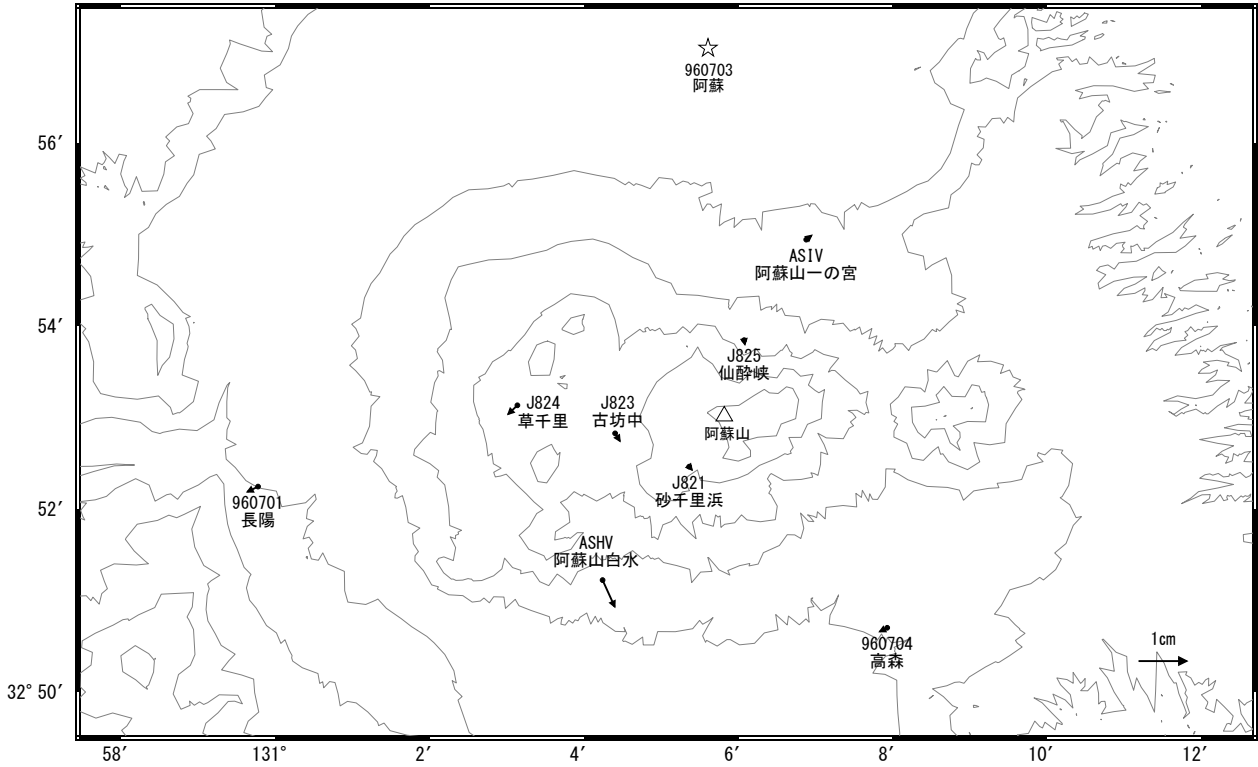 960703
阿蘇
56′
ASIV
阿蘇山一の宮
54′
J825
仙酔峡
J824
草千里
J823
古坊中
阿蘇山
J821
砂千里浜
960701
長陽
52′
ASHV
阿蘇山白水
960704
高森
1cm
32° 50′
58′
131°
2′
4′
6′
8′
10′
12′